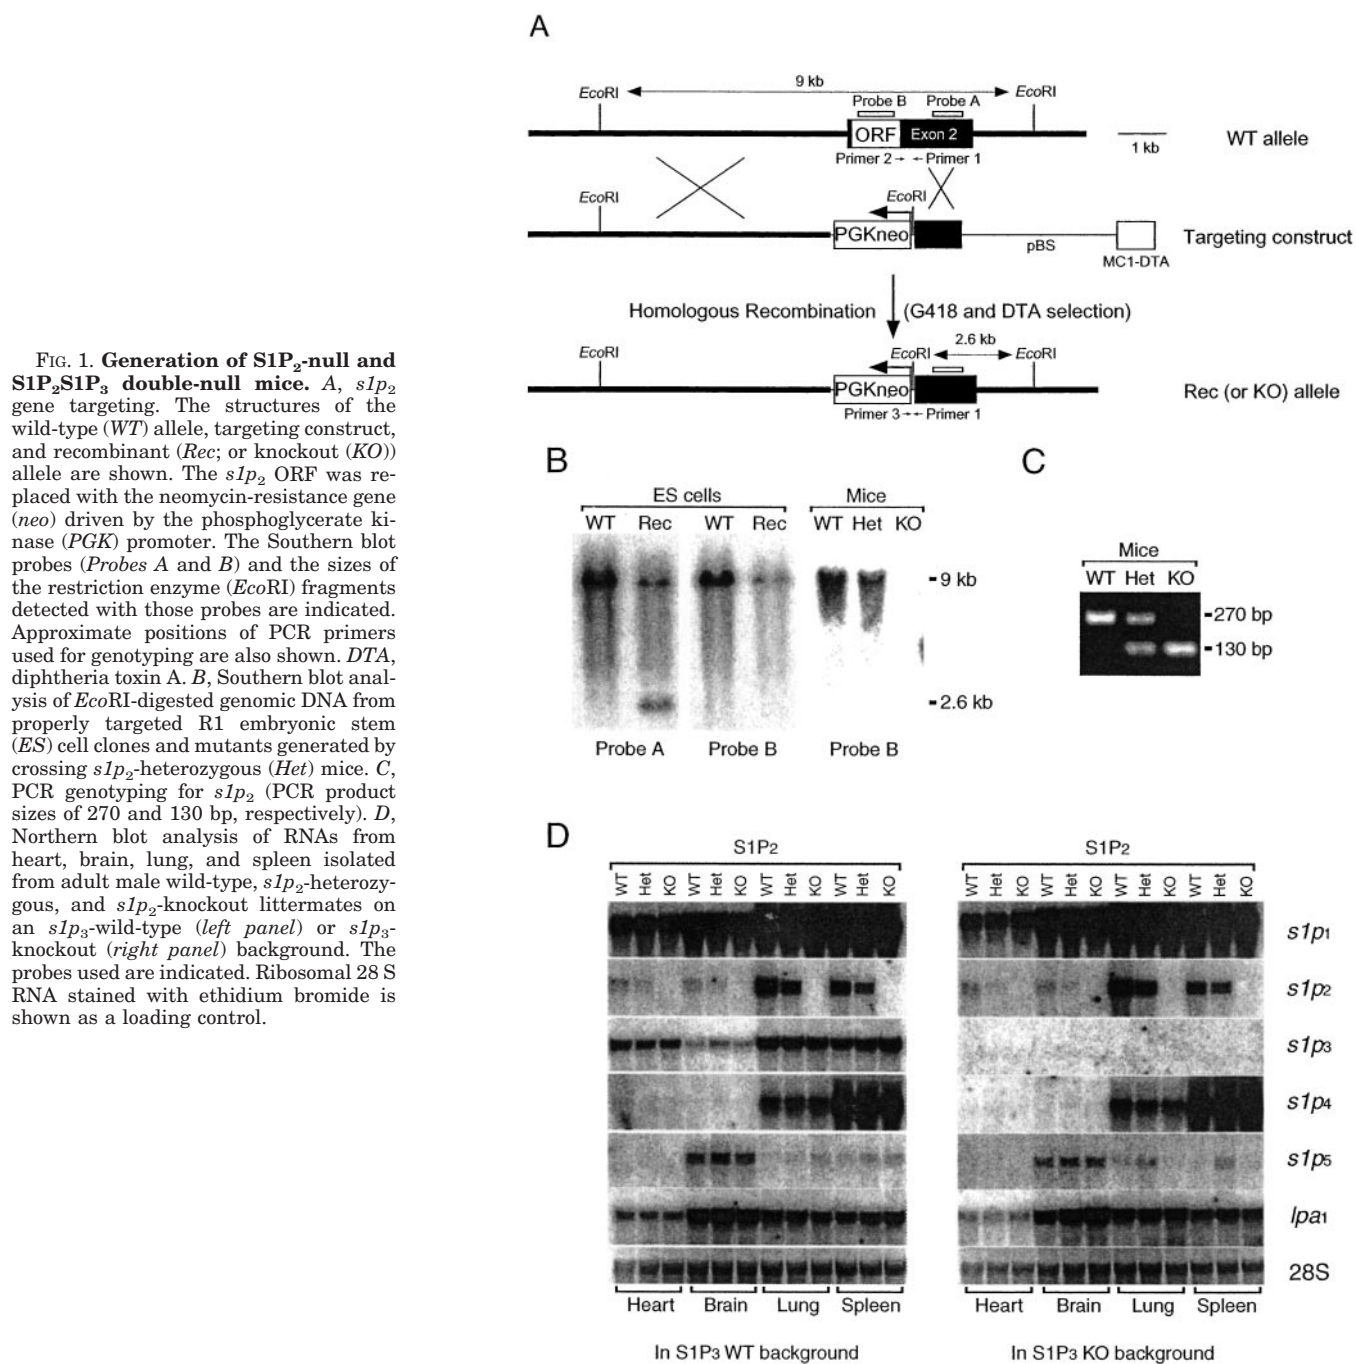 A
9 kb
EcoRI
EcoRI
Probe B
Probe A
ORF
Exon 2
1 kb
WT allele
Primer 2
Primer 1
EcoRI
EcoRI
PGKneo
pBS
MC1-DTA
Targeting construct
Homologous Recombination
(G418 and DTA selection)
EcoRI
EcoRI
2.6 kb
EcoRI
PGKneo
Rec (or KO) allele
Primer 3
Primer 1
FIG. 1. Generation of S1P2-null and
S1P2S1P3 double-null mice. A, s1p2
gene targeting. The structures of the
wild-type (WT) allele, targeting construct,
and recombinant (Rec; or knockout (KO))
allele are shown. The s1p2 ORF was re-
placed with the neomycin-resistance gene
(neo) driven by the phosphoglycerate ki-
nase (PGK) promoter. The Southern blot
probes (Probes A and B) and the sizes of
the restriction enzyme (EcoRI) fragments
detected with those probes are indicated.
Approximate positions of PCR primers
used for genotyping are also shown. DTA,
diphtheria toxin A. B, Southern blot anal-
ysis of EcoRI-digested genomic DNA from
properly targeted R1 embryonic stem
(ES) cell clones and mutants generated by
crossing s1p2-heterozygous (Het) mice. C,
PCR genotyping for s1p2 (PCR product
sizes of 270 and 130 bp, respectively). D,
Northern blot analysis of RNAs from
heart, brain, lung, and spleen isolated
from adult male wild-type, s1p2-heterozy-
gous, and s1p2-knockout littermates on
an s1p3-wild-type (left panel) or s1p3-
knockout (right panel) background. The
probes used are indicated. Ribosomal 28 S
RNA stained with ethidium bromide is
shown as a loading control.
B
ES cells
Mice
WT Rec WT Rec WT Het KO
9 kb
2.6 kb
Probe A
Probe B
Probe B
C
Mice
WT Het KO
270 bp
130 bp
D
S1P2
S1P2
WT Het KO WT Het KO WT Het KO WT Het KO
WT Het KO WT Het KO WT Het KO WT Het KO
s1p1
s1p2
s1p3
s1p4
s1p5
lpa1
28S
Heart Brain Lung Spleen
Heart Brain Lung Spleen
In S1P3 WT background
In S1P3 KO background